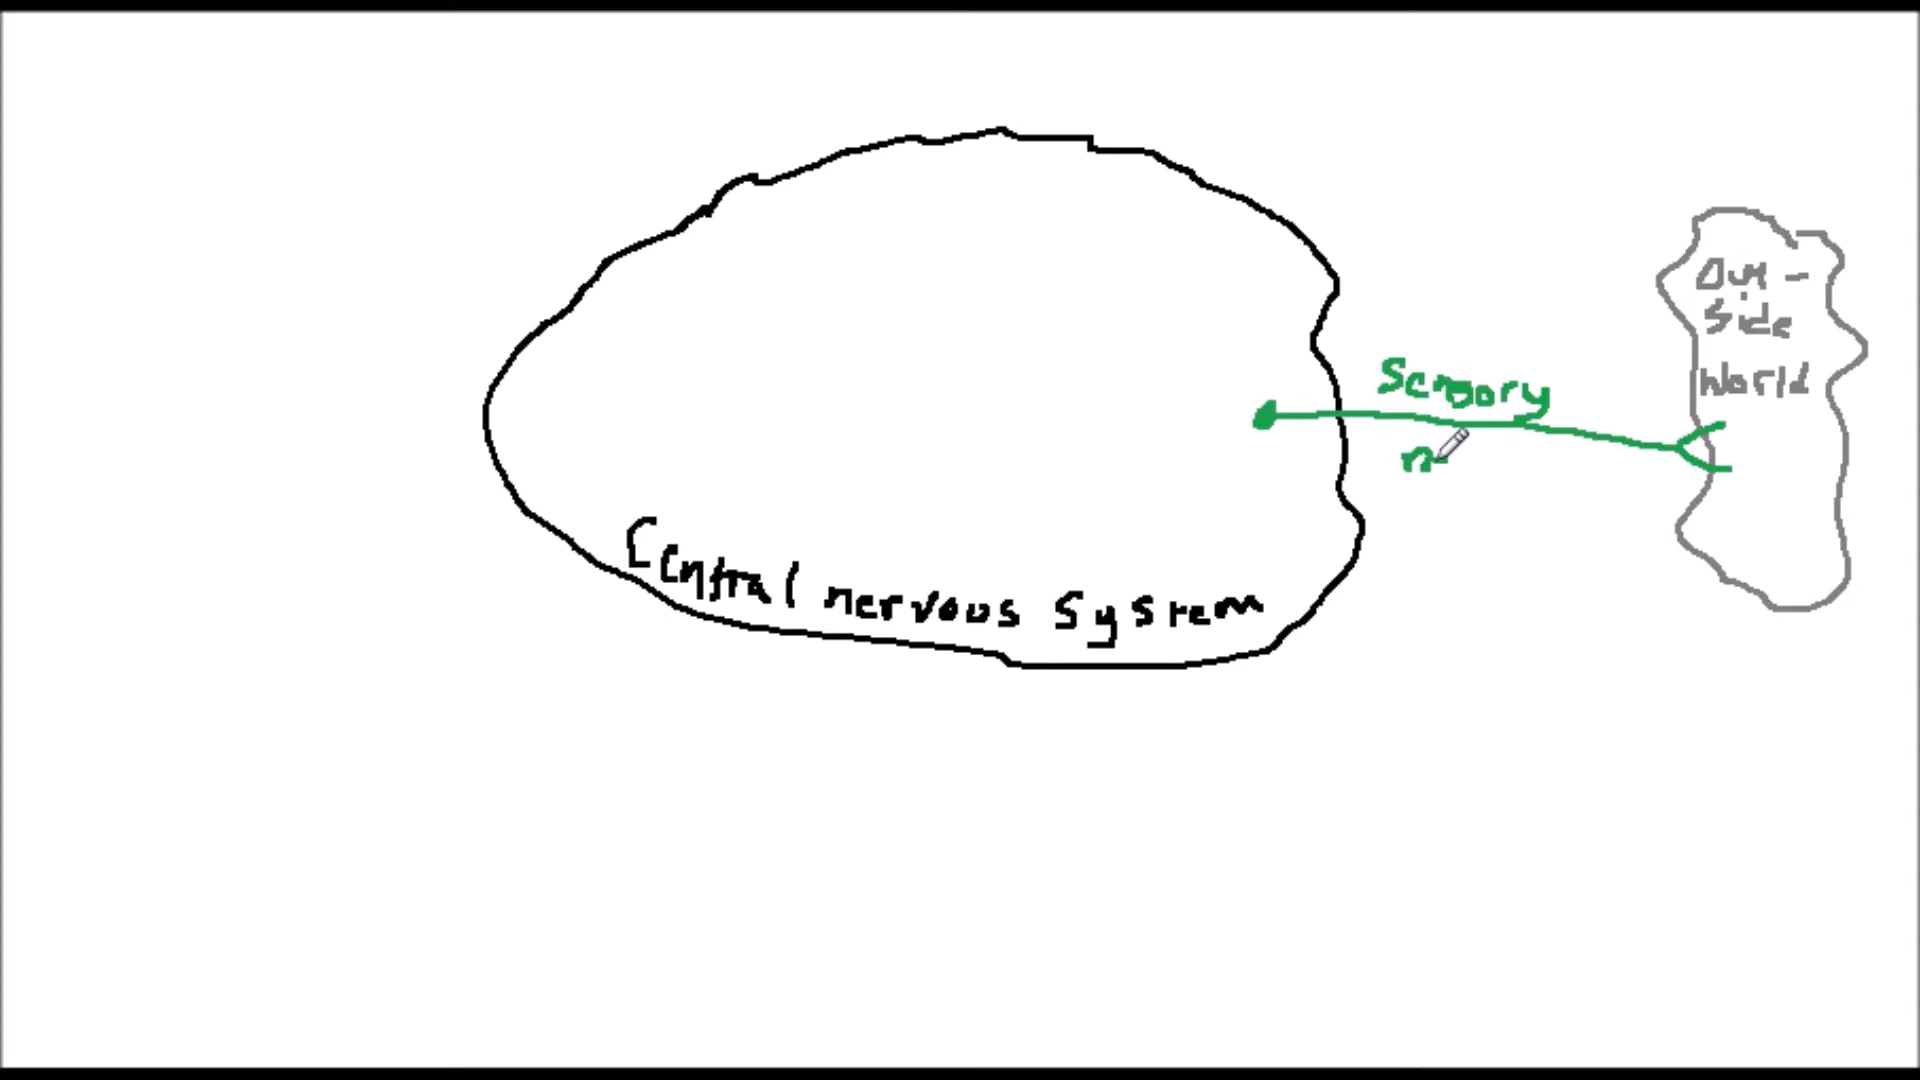 Out-
side
World
Sensory
n
Central nervous system